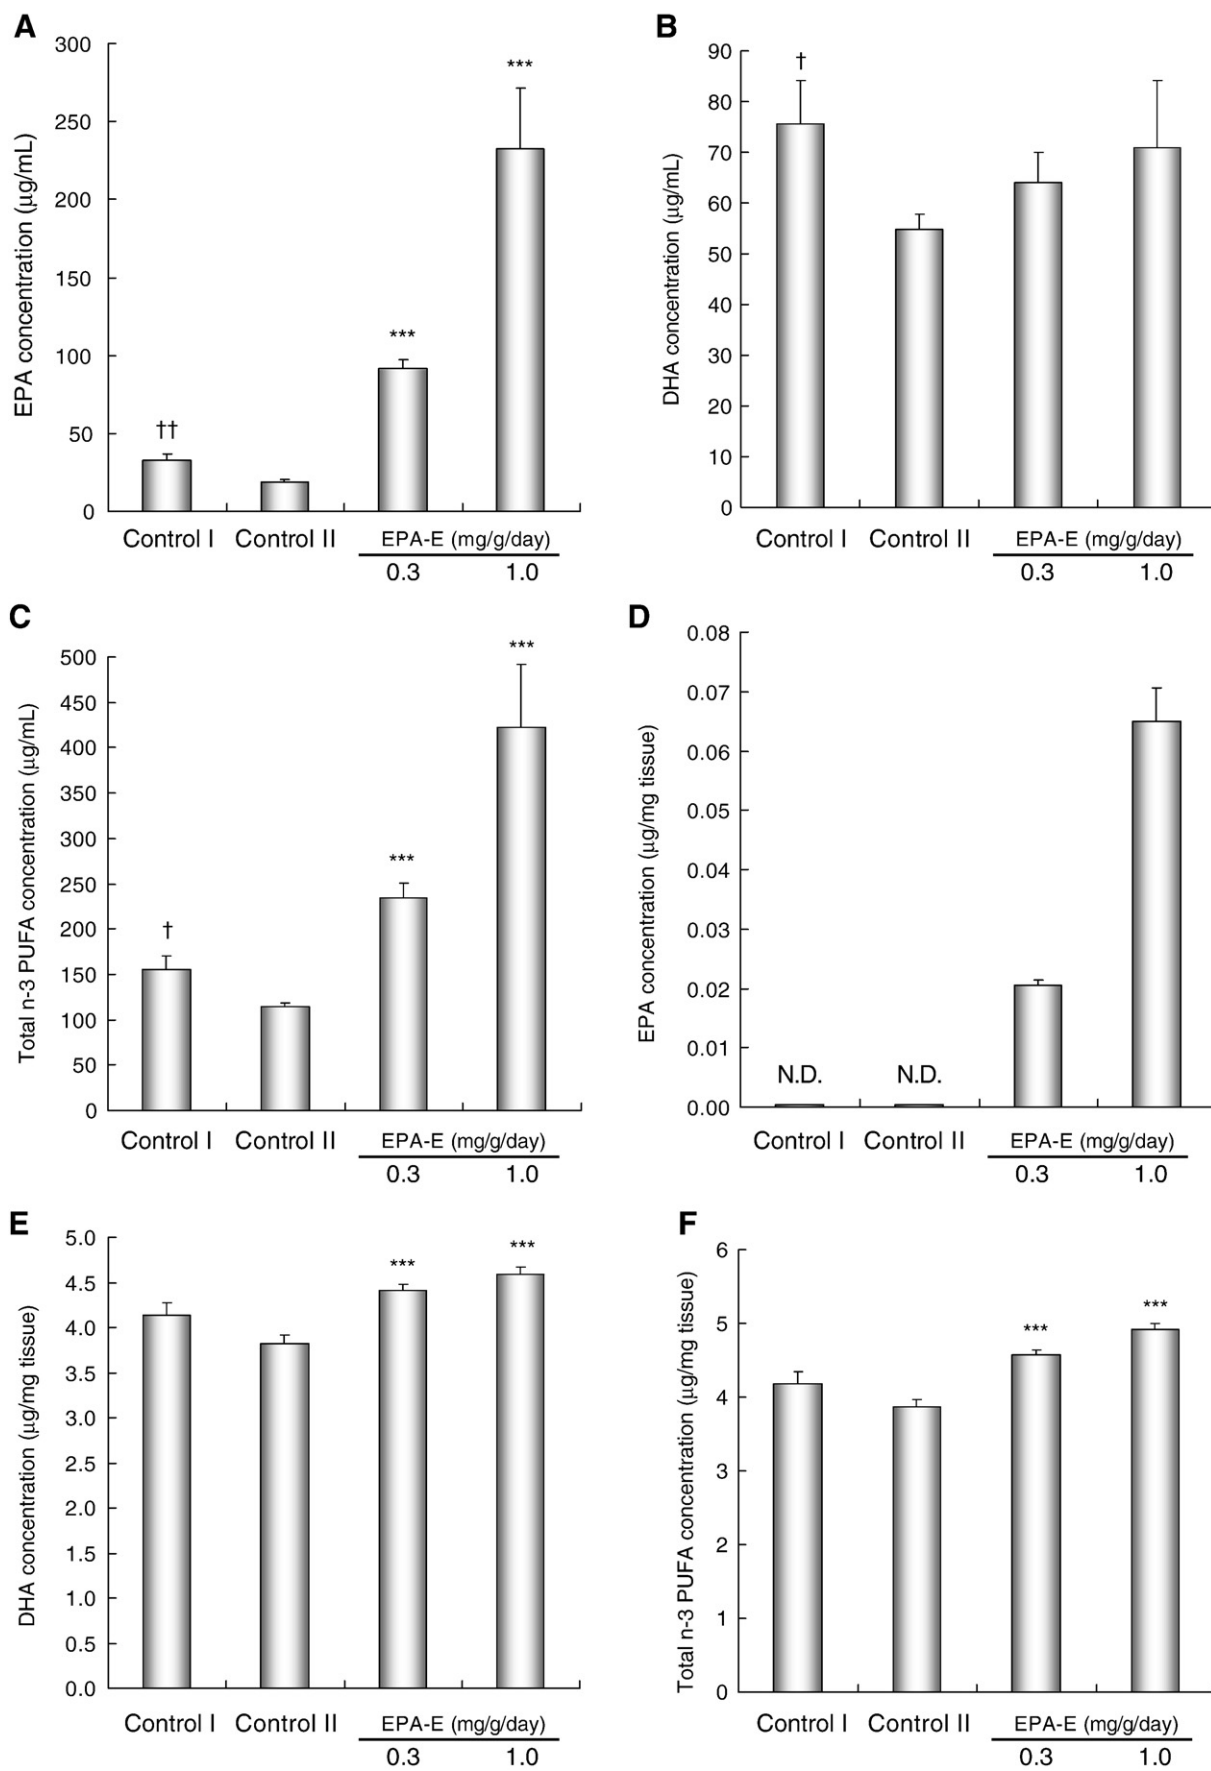 A
EPA concentration (µg/mL)
300
250
200
150
100
50
0
††
***
***
Control I
Control II
EPA-E (mg/g/day)
0.3
1.0
B
DHA concentration (µg/mL)
90
80
70
60
50
40
30
20
10
0
†
Control I
Control II
EPA-E (mg/g/day)
0.3
1.0
C
Total n-3 PUFA concentration (µg/mL)
500
450
400
350
300
250
200
150
100
50
0
†
***
***
Control I
Control II
EPA-E (mg/g/day)
0.3
1.0
D
EPA concentration (µg/mg tissue)
0.08
0.07
0.06
0.05
0.04
0.03
0.02
0.01
0.00
N.D.
N.D.
Control I
Control II
EPA-E (mg/g/day)
0.3
1.0
E
DHA concentration (µg/mg tissue)
5.0
4.5
4.0
3.5
3.0
2.5
2.0
1.5
1.0
0.5
0.0
***
***
Control I
Control II
EPA-E (mg/g/day)
0.3
1.0
F
Total n-3 PUFA concentration (µg/mg tissue)
6
5
4
3
2
1
0
***
***
Control I
Control II
EPA-E (mg/g/day)
0.3
1.0